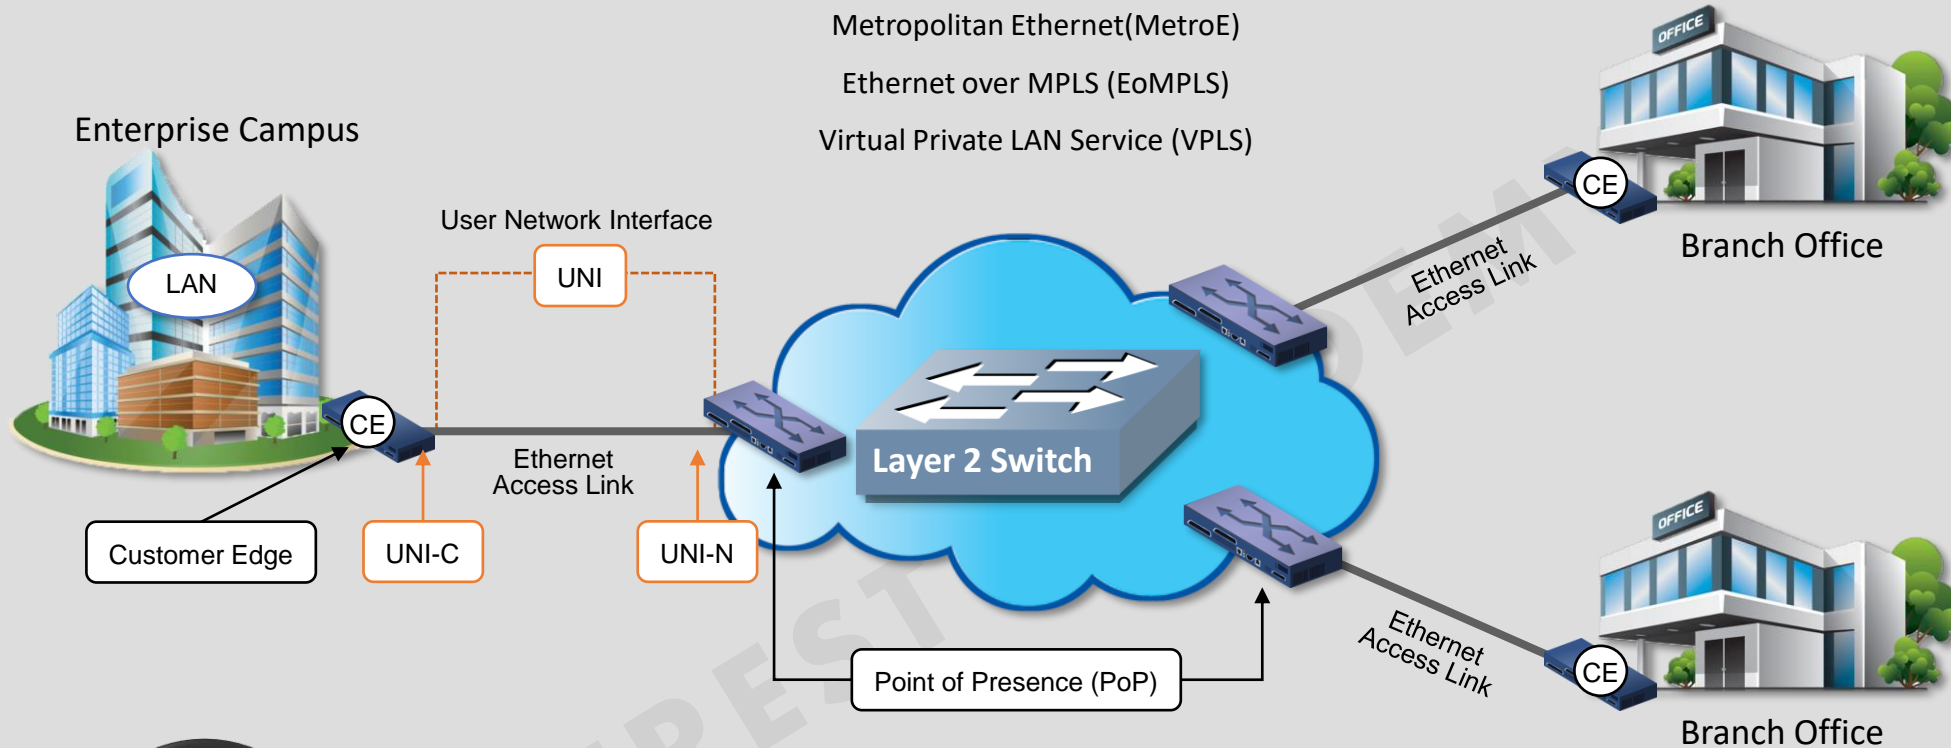 Metropolitan Ethernet(MetroE)
Ethernet over MPLS (EoMPLS)
Virtual Private LAN Service (VPLS)
OFFICE
Enterprise Campus
CE
Branch Office
User Network Interface
UNI
LAN
Ethernet
Access Link
CE
Layer 2 Switch
Ethernet
Access Link
Customer Edge
UNI-C
UNI-N
OFFICE
Ethernet
Access Link
CE
Point of Presence (PoP)
Branch Office